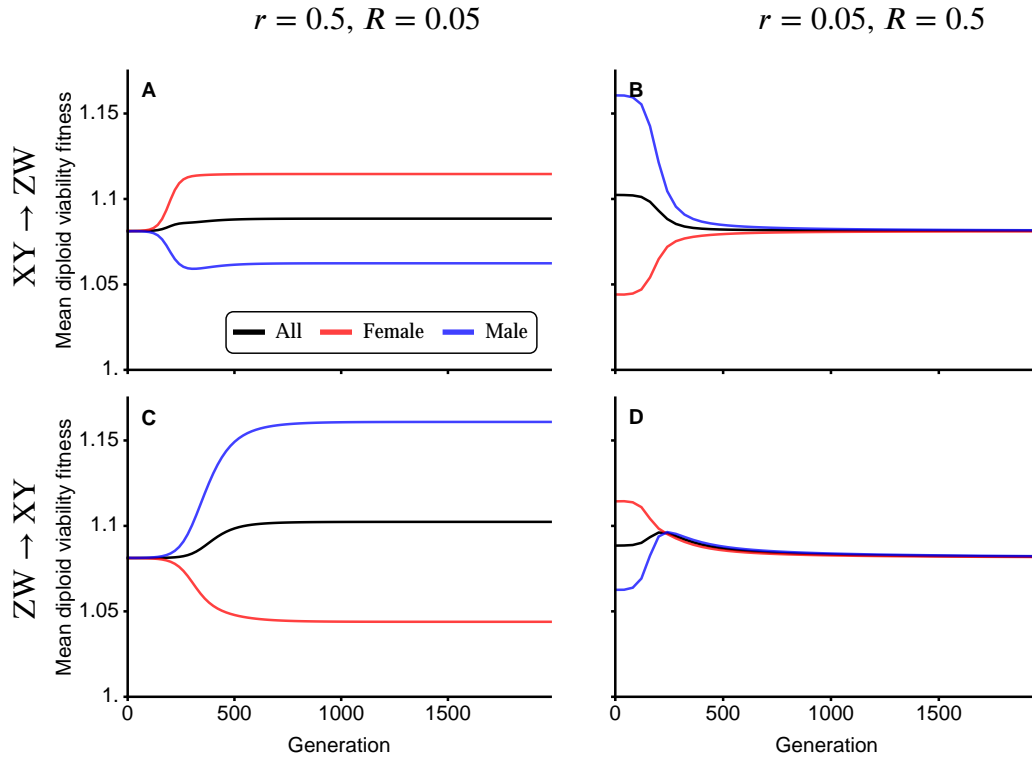 r = 0.5, R = 0.05
r = 0.05, R = 0.5
XY → ZW
Mean diploid viability fitness
A
1.15
1.1
1.05
1.
All Female Male
B
ZW → XY
Mean diploid viability fitness
C
1.15
1.1
1.05
1.
0 500 1000 1500
Generation
D
0 500 1000 1500
Generation